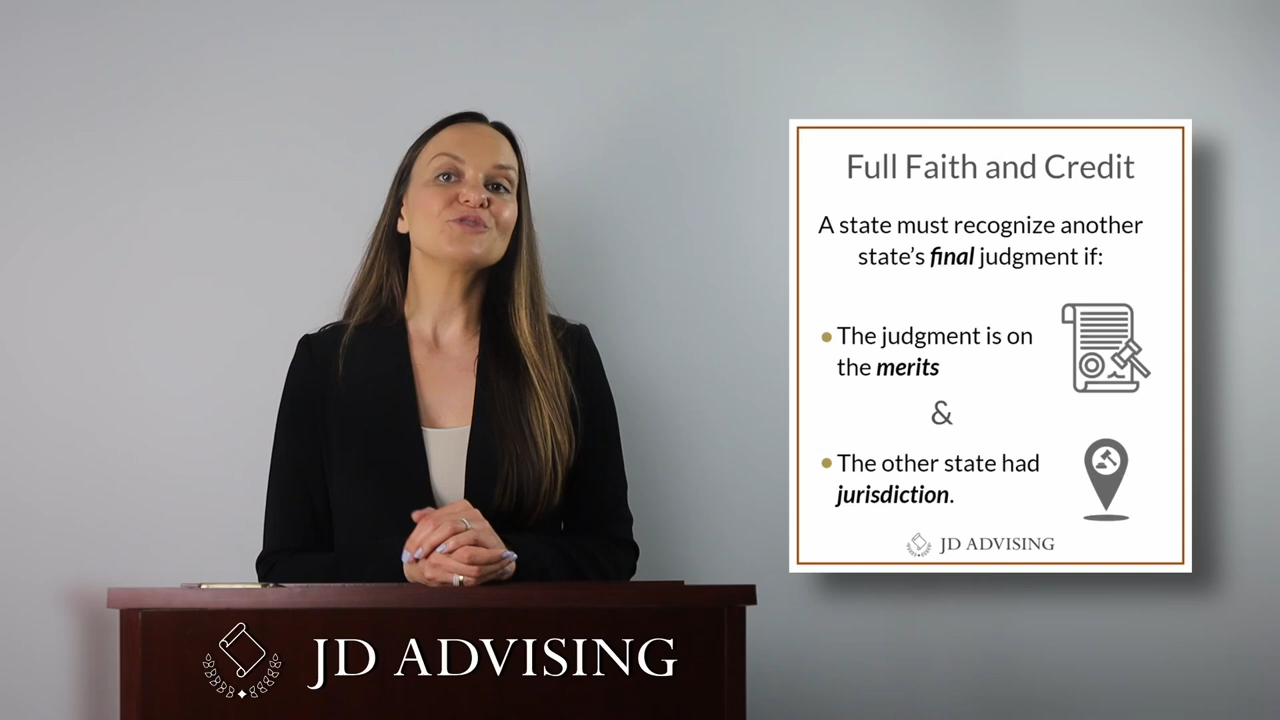 Full Faith and Credit
A state must recognize another
state's final judgment if:
The judgment is on
the merits
&
The other state had
jurisdiction.
JD ADVISING
JD ADVISING